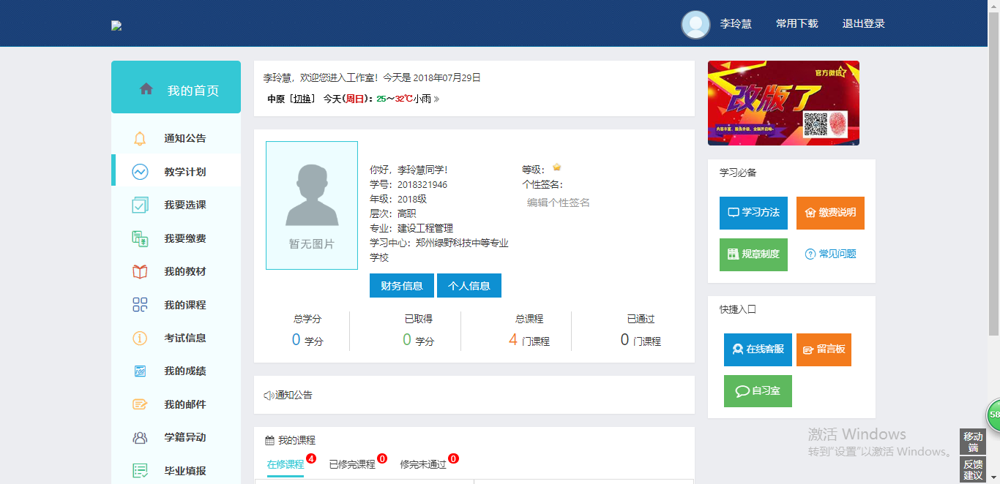 李玲慧
常用下载
退出登录
我的首页
通知公告
教学计划
我要选课
我要缴费
我的教材
我的课程
考试信息
我的成绩
我的邮件
学籍异动
毕业填报
李玲慧，欢迎您进入工作室！今天是 2018年07月29日
中原 [切换] 今天(周日)：25～32℃小雨 »
暂无图片
你好，李玲慧同学！
学号：2018321946
年级：2018级
层次：高职
专业：建设工程管理
学习中心：郑州绿野科技中等专业
学校
等级：
个性签名：
编辑个性签名
财务信息
个人信息
总学分
0 学分
已取得
0 学分
总课程
4 门课程
已通过
0 门课程
通知公告
我的课程
在修课程 4
已修完课程 0
修完未通过 0
官方微信
改版了
内容丰富、服务升级、全新开启啦~
学习必备
学习方法
缴费说明
规章制度
常见问题
快捷入口
在线客服
留言板
自习室
激活 Windows
转到“设置”以激活 Windows。
58
移动
端
反馈
建议